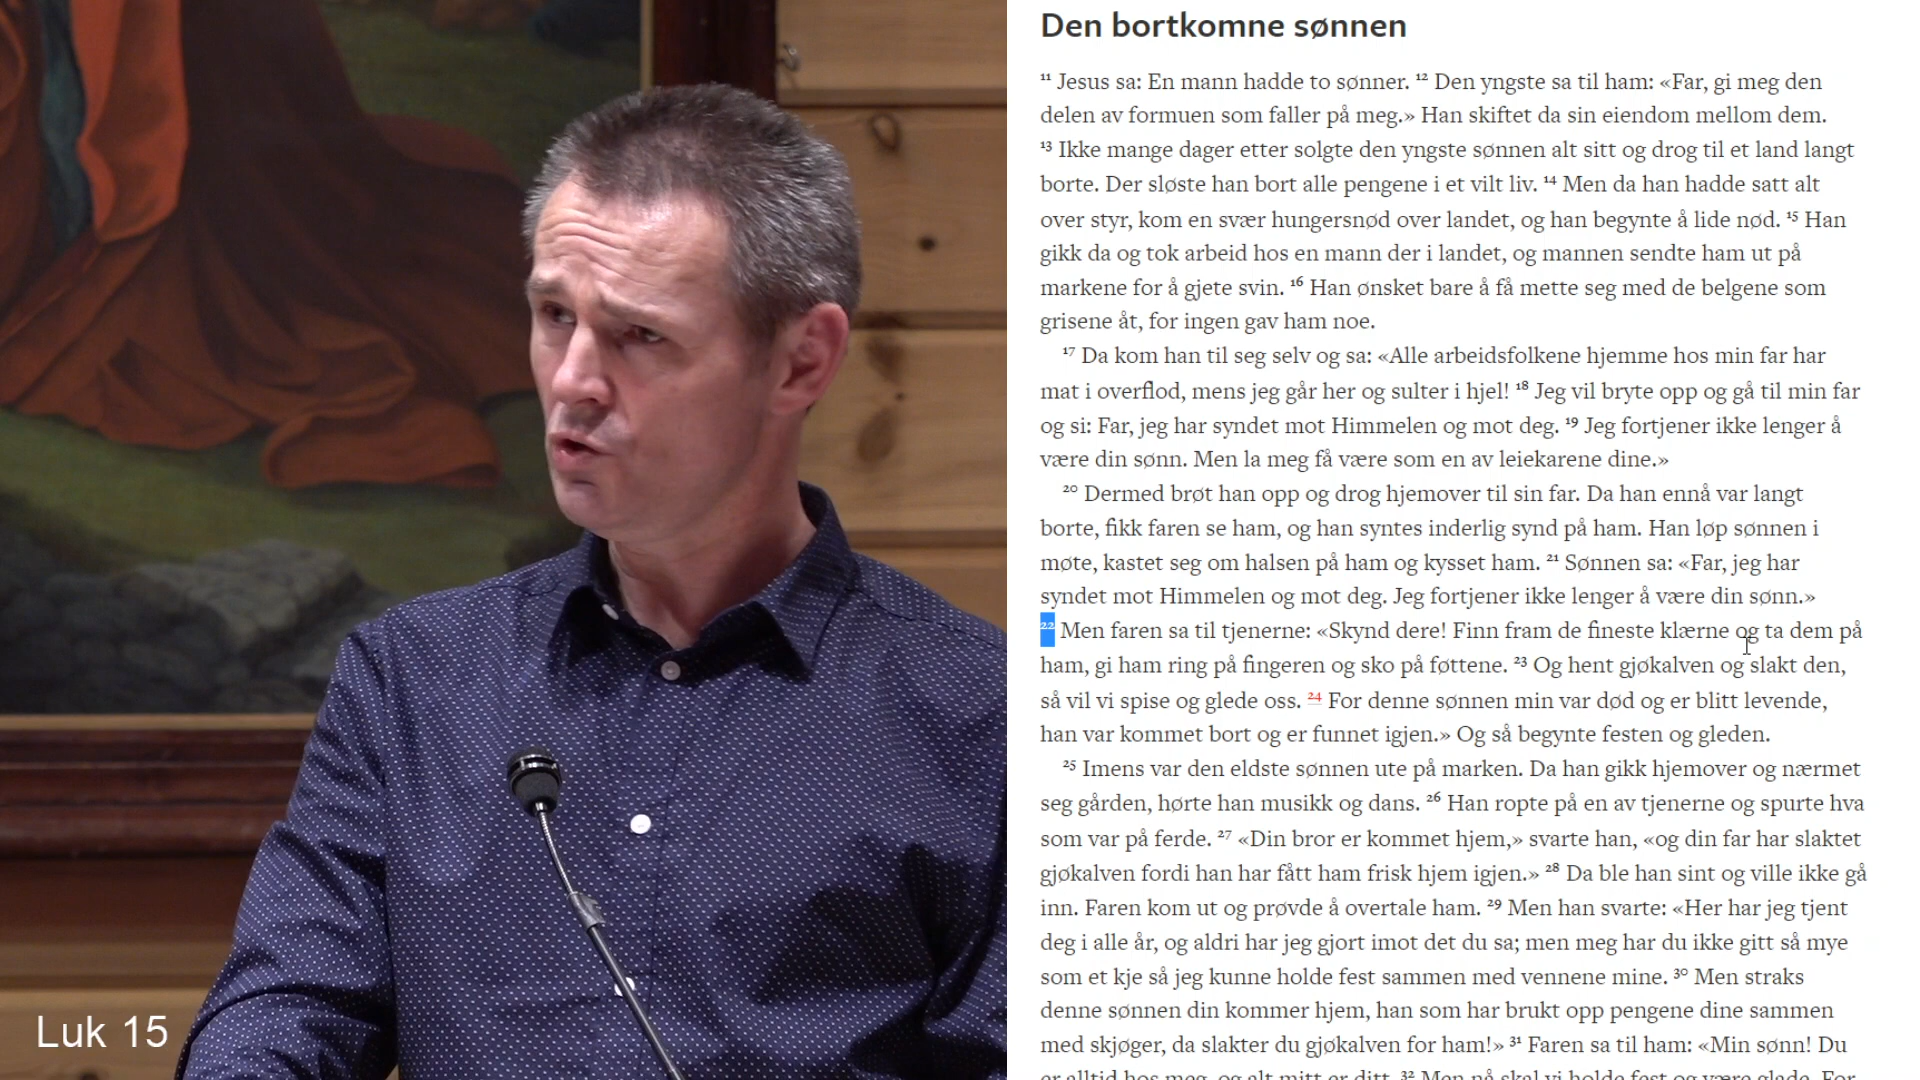 Den bortkomne sønnen
11 Jesus sa: En mann hadde to sønner. 12 Den yngste sa til ham: «Far, gi meg den
delen av formuen som faller på meg.» Han skiftet da sin eiendom mellom dem.
13 Ikke mange dager etter solgte den yngste sønnen alt sitt og drog til et land langt
borte. Der sløste han bort alle pengene i et vilt liv. 14 Men da han hadde satt alt
over styr, kom en svær hungersnød over landet, og han begynte å lide nød. 15 Han
gikk da og tok arbeid hos en mann der i landet, og mannen sendte ham ut på
markene for å gjete svin. 16 Han ønsket bare å få mette seg med de belgene som
grisene åt, for ingen gav ham noe.
17 Da kom han til seg selv og sa: «Alle arbeidsfolkene hjemme hos min far har
mat i overflod, mens jeg går her og sulter i hjel! 18 Jeg vil bryte opp og gå til min far
og si: Far, jeg har syndet mot Himmelen og mot deg. 19 Jeg fortjener ikke lenger å
være din sønn. Men la meg få være som en av leiekarene dine.»
20 Dermed brøt han opp og drog hjemover til sin far. Da han ennå var langt
borte, fikk faren se ham, og han syntes inderlig synd på ham. Han løp sønnen i
møte, kastet seg om halsen på ham og kysset ham. 21 Sønnen sa: «Far, jeg har
syndet mot Himmelen og mot deg. Jeg fortjener ikke lenger å være din sønn.»
22 Men faren sa til tjenerne: «Skynd dere! Finn fram de fineste klærne og ta dem på
ham, gi ham ring på fingeren og sko på føttene. 23 Og hent gjøkalven og slakt den,
så vil vi spise og glede oss. 24 For denne sønnen min var død og er blitt levende,
han var kommet bort og er funnet igjen.» Og så begynte festen og gleden.
25 Imens var den eldste sønnen ute på marken. Da han gikk hjemover og nærmet
seg gården, hørte han musikk og dans. 26 Han ropte på en av tjenerne og spurte hva
som var på ferde. 27 «Din bror er kommet hjem,» svarte han, «og din far har slaktet
gjøkalven fordi han har fått ham frisk hjem igjen.» 28 Da ble han sint og ville ikke gå
inn. Faren kom ut og prøvde å overtale ham. 29 Men han svarte: «Her har jeg tjent
deg i alle år, og aldri har jeg gjort imot det du sa; men meg har du ikke gitt så mye
som et kje så jeg kunne holde fest sammen med vennene mine. 30 Men straks
denne sønnen din kommer hjem, han som har brukt opp pengene dine sammen
med skjøger, da slakter du gjøkalven for ham!» 31 Faren sa til ham: «Min sønn! Du
er alltid hos meg, og alt mitt er ditt. 32 Men nå skal vi holde fest og være glade. For
Luk 15